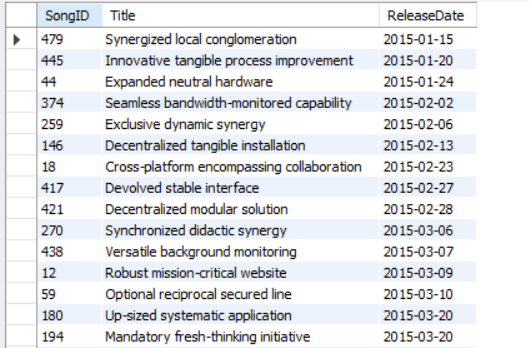 SongID Title ReleaseDate
479 Synergized local conglomeration 2015-01-15
445 Innovative tangible process improvement 2015-01-20
44 Expanded neutral hardware 2015-01-24
374 Seamless bandwidth-monitored capability 2015-02-02
259 Exclusive dynamic synergy 2015-02-06
146 Decentralized tangible installation 2015-02-13
18 Cross-platform encompassing collaboration 2015-02-23
417 Devolved stable interface 2015-02-27
421 Decentralized modular solution 2015-02-28
270 Synchronized didactic synergy 2015-03-06
438 Versatile background monitoring 2015-03-07
12 Robust mission-critical website 2015-03-09
59 Optional reciprocal secured line 2015-03-10
180 Up-sized systematic application 2015-03-20
194 Mandatory fresh-thinking initiative 2015-03-20